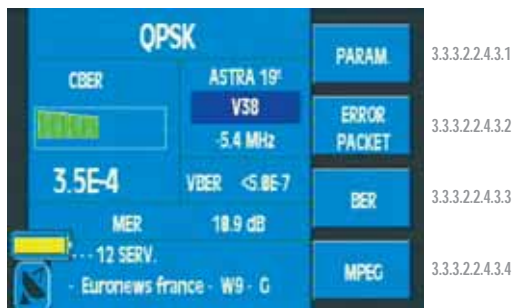 QPSK
CBER
ASTRA 19º
V38
-5.4 MHz
3.5E-4
VBER <5.0E-7
MER 10.9 dB
--- 12 SERV.
- Euronews france - W9 - G
PARAM. 3.3.3.2.2.4.3.1
ERROR PACKET 3.3.3.2.2.4.3.2
BER 3.3.3.2.2.4.3.3
MPEG 3.3.3.2.2.4.3.4